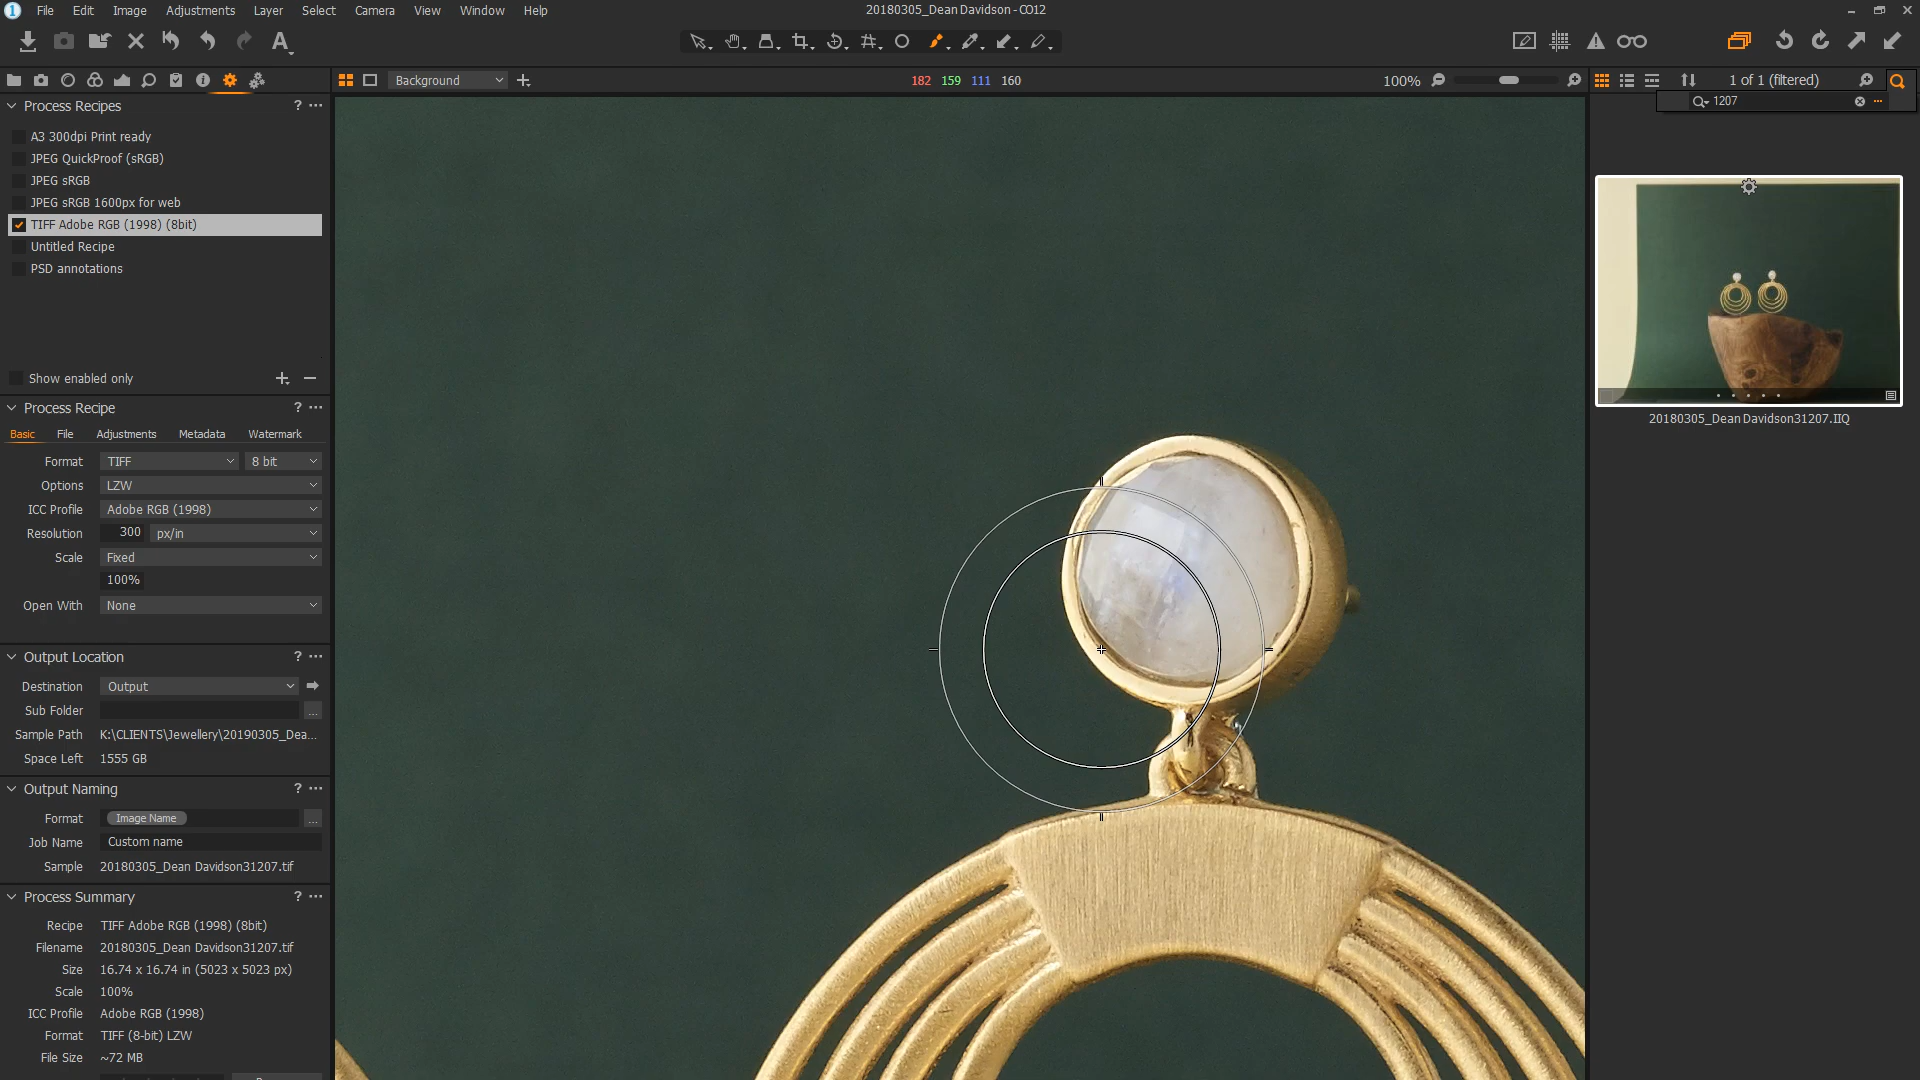 1 File Edit Image Adjustments Layer Select Camera View Window Help
20180305_Dean Davidson - CO12
A
Background
182 159 111 160
100%
1 of 1 (filtered)
1207
Process Recipes ? ...
A3 300dpi Print ready
JPEG QuickProof (sRGB)
JPEG sRGB
JPEG sRGB 1600px for web
TIFF Adobe RGB (1998) (8bit)
Untitled Recipe
PSD annotations
Show enabled only
Process Recipe ? ...
Basic File Adjustments Metadata Watermark
Format TIFF 8 bit
Options LZW
ICC Profile Adobe RGB (1998)
Resolution 300 px/in
Scale Fixed
100%
Open With None
Output Location ? ...
Destination Output
Sub Folder ...
Sample Path K:\CLIENTS\Jewellery\20190305_Dea...
Space Left 1555 GB
Output Naming ? ...
Format Image Name ...
Job Name Custom name
Sample 20180305_Dean Davidson31207.tif
Process Summary ? ...
Recipe TIFF Adobe RGB (1998) (8bit)
Filename 20180305_Dean Davidson31207.tif
Size 16.74 x 16.74 in (5023 x 5023 px)
Scale 100%
ICC Profile Adobe RGB (1998)
Format TIFF (8-bit) LZW
File Size ~72 MB
20180305_Dean Davidson31207.IIQ